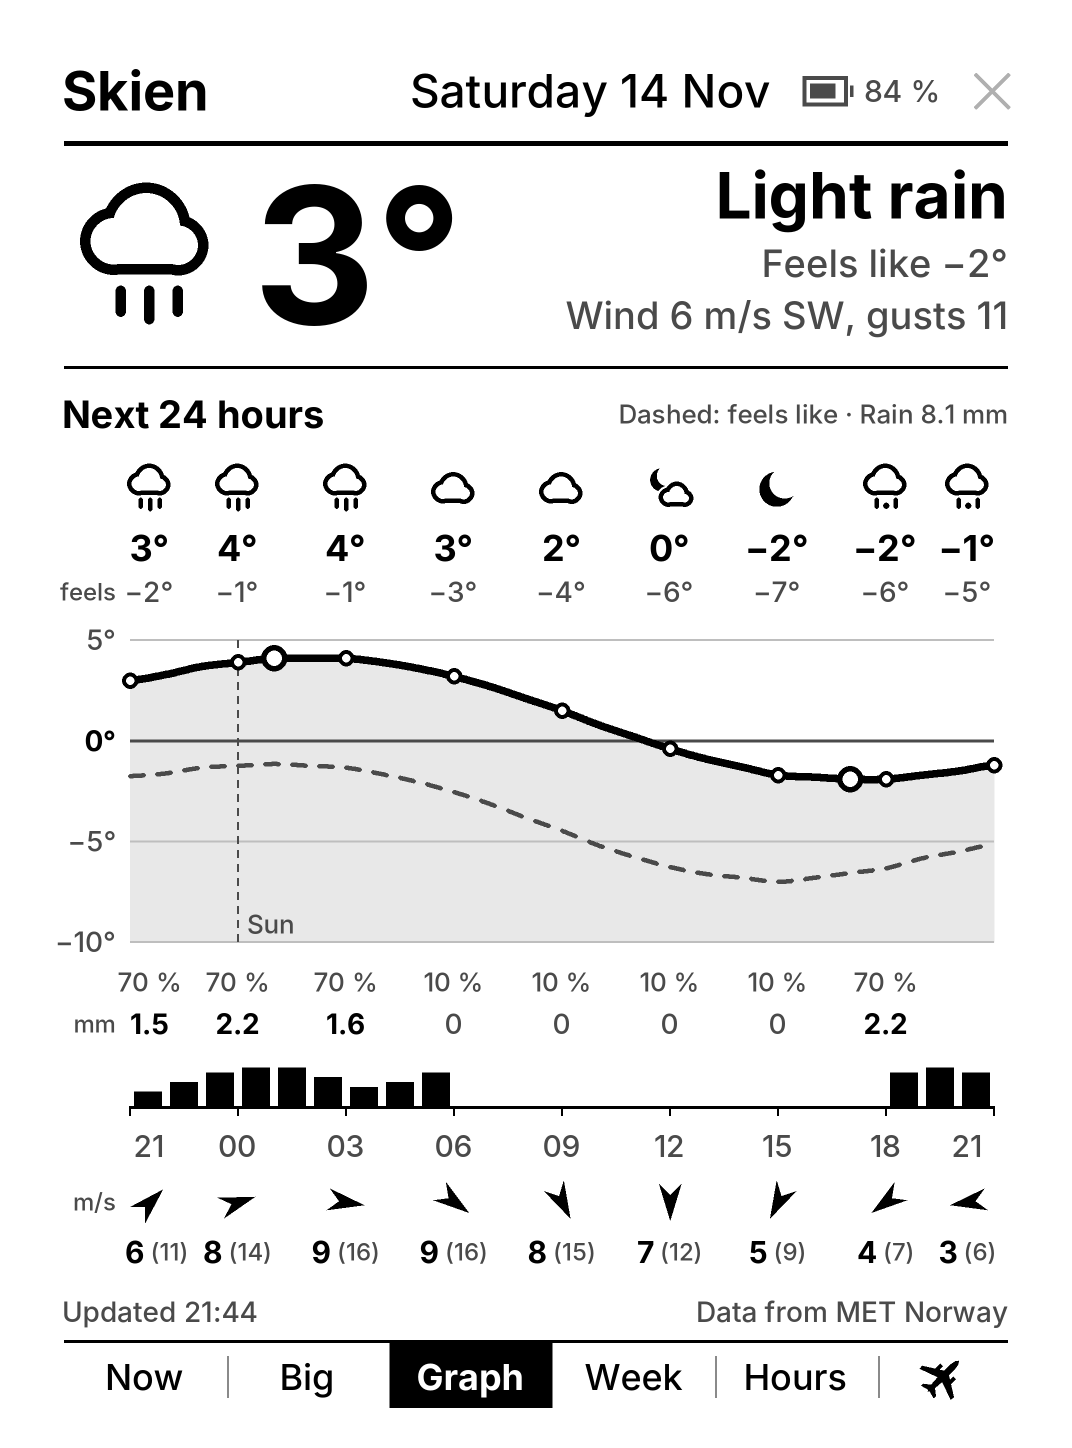 Skien Saturday 14 Nov 84 %
3° Light rain
Feels like −2°
Wind 6 m/s SW, gusts 11
Next 24 hours Dashed: feels like · Rain 8.1 mm
3° 4° 4° 3° 2° 0° −2° −2° −1°
feels −2° −1° −1° −3° −4° −6° −7° −6° −5°
5°
0°
−5°
Sun
−10°
70 % 70 % 70 % 10 % 10 % 10 % 10 % 70 %
mm 1.5 2.2 1.6 0 0 0 0 2.2
21 00 03 06 09 12 15 18 21
m/s
6 (11) 8 (14) 9 (16) 9 (16) 8 (15) 7 (12) 5 (9) 4 (7) 3 (6)
Updated 21:44 Data from MET Norway
Now Big Graph Week Hours